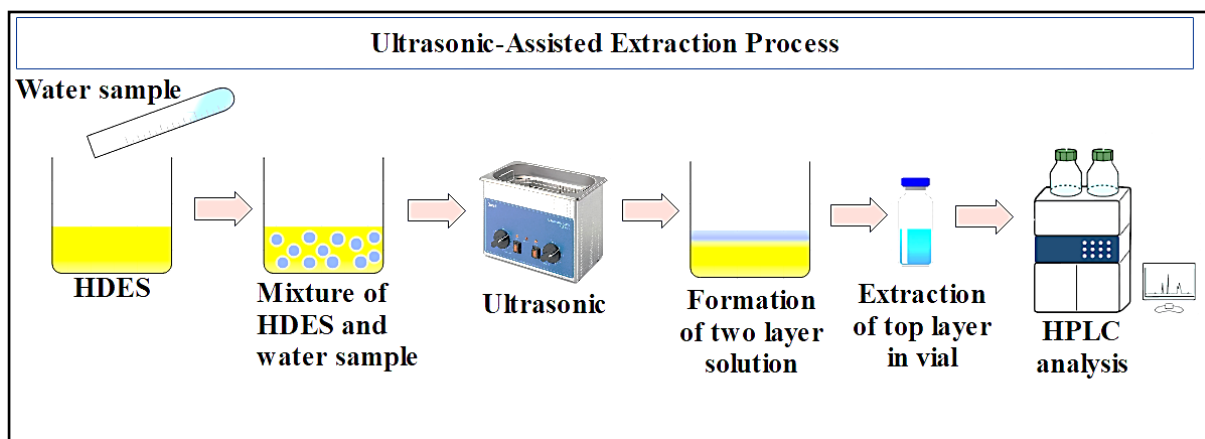 Ultrasonic-Assisted Extraction Process
Water sample
HDES
Mixture of
HDES and
water sample
Ultrasonic
Formation
of two layer
solution
Extraction
of top layer
in vial
HPLC
analysis